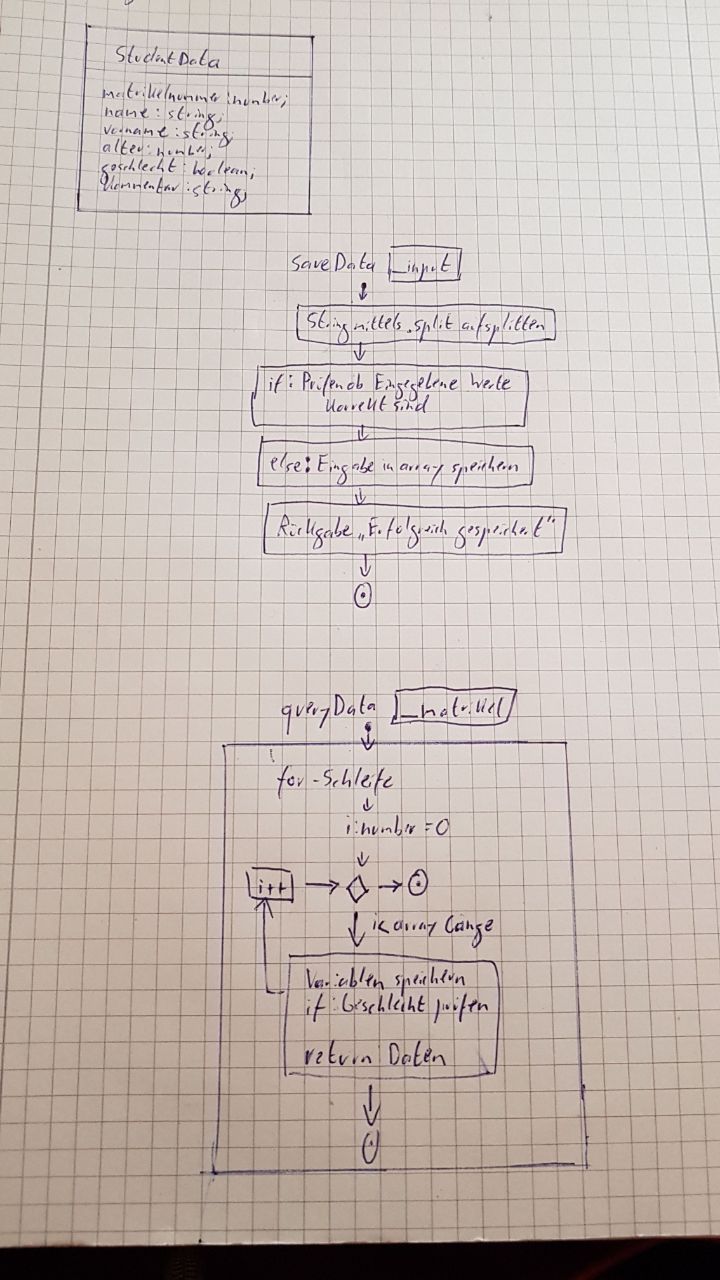 StudentData
matrikelnummer: number;
name: string;
vorname: string;
alter: number;
geschlecht: boolean;
kommentar: string;
saveData _input
String mittels .split aufsplitten
if: Prüfen ob Eingegebene Werte
korrekt sind
else: Eingabe in array speichern
Rückgabe „Erfolgreich gespeichert"
queryData _matrikel
for-Schleife
i:number = 0
i++
i< array Länge
Variablen speichern
if: Geschlecht prüfen
return Daten